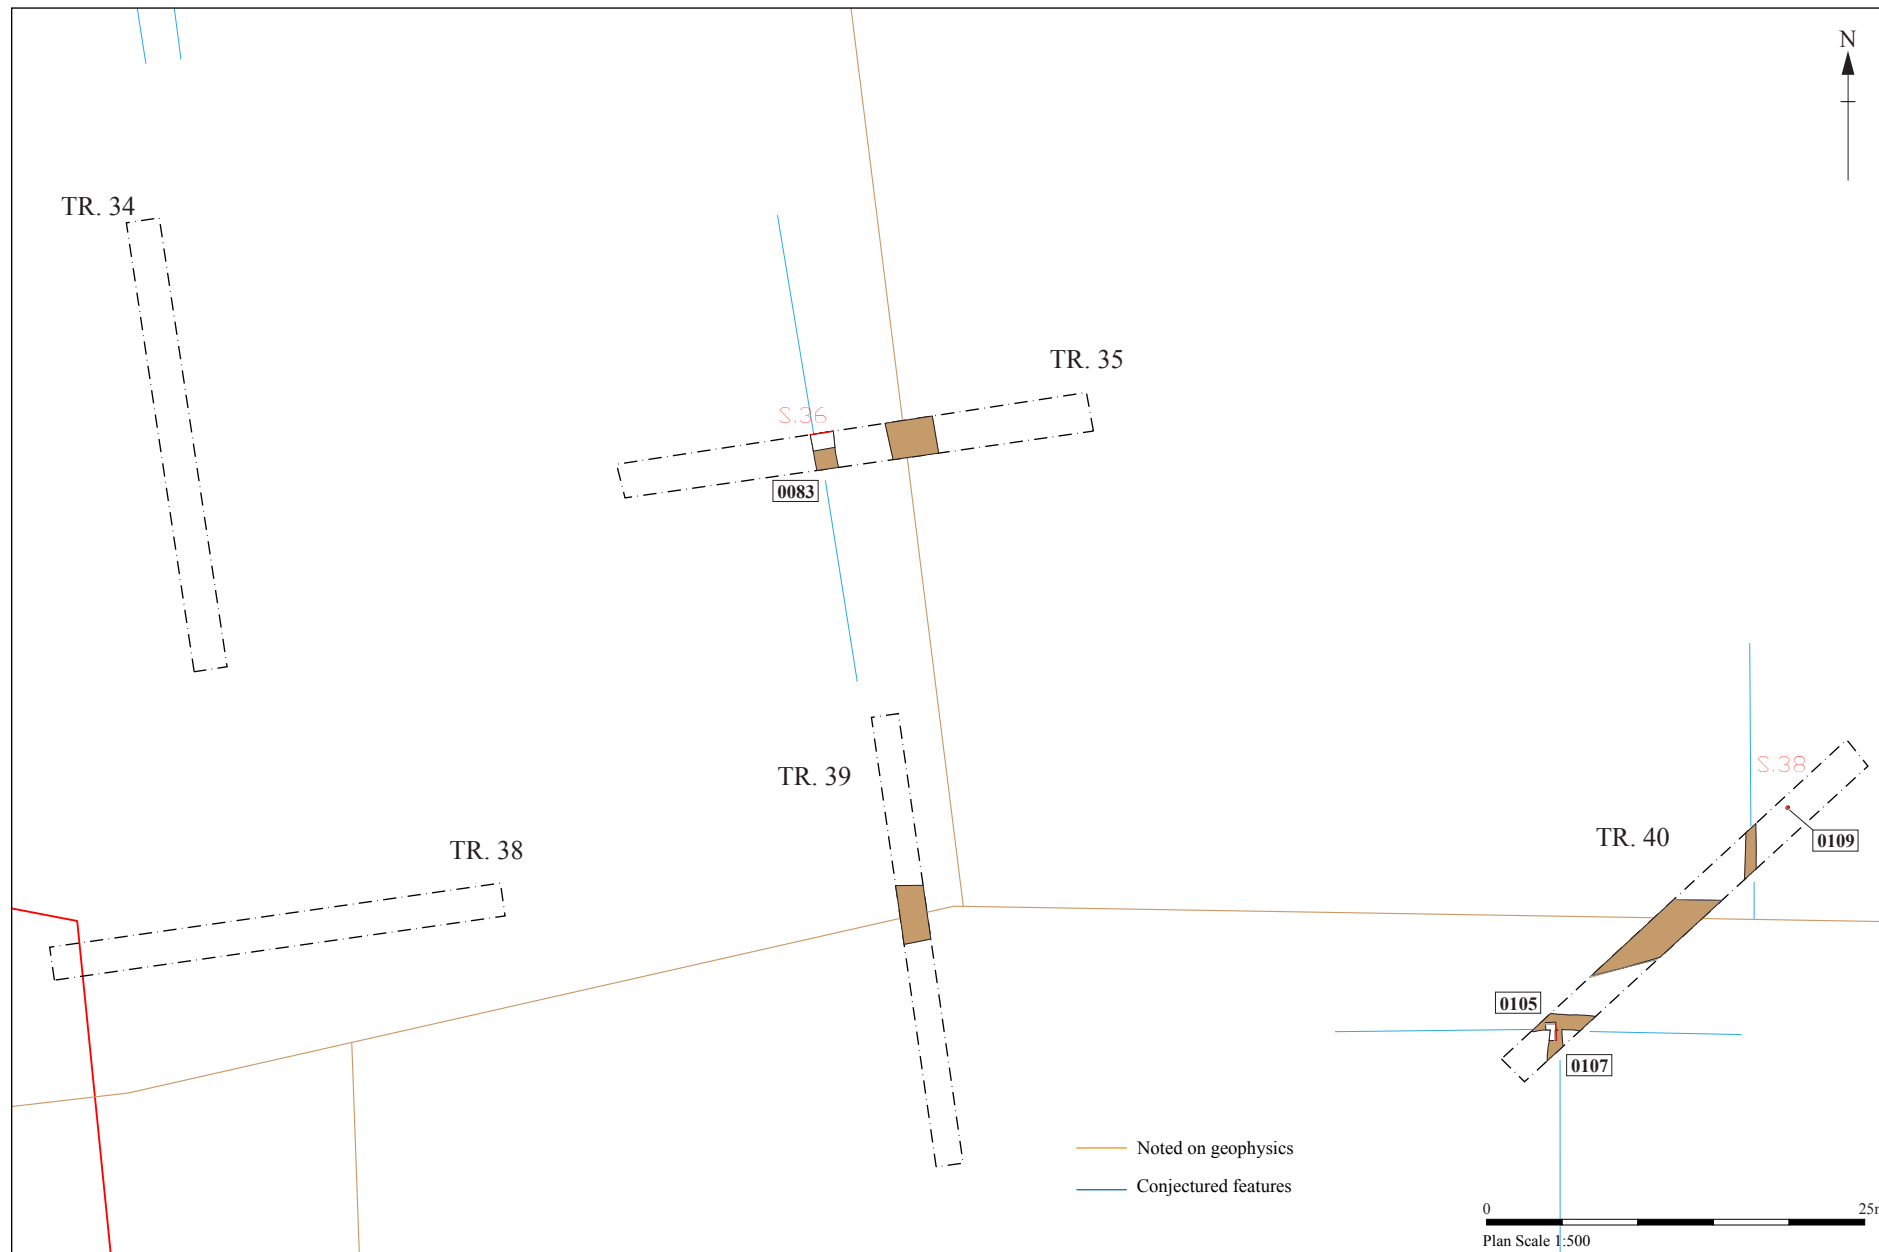 N
TR. 34
TR. 35
S.36
0083
TR. 39
S.38
TR. 40
0109
TR. 38
0105
0107
Noted on geophysics
Conjectured features
0 25m
Plan Scale 1:500